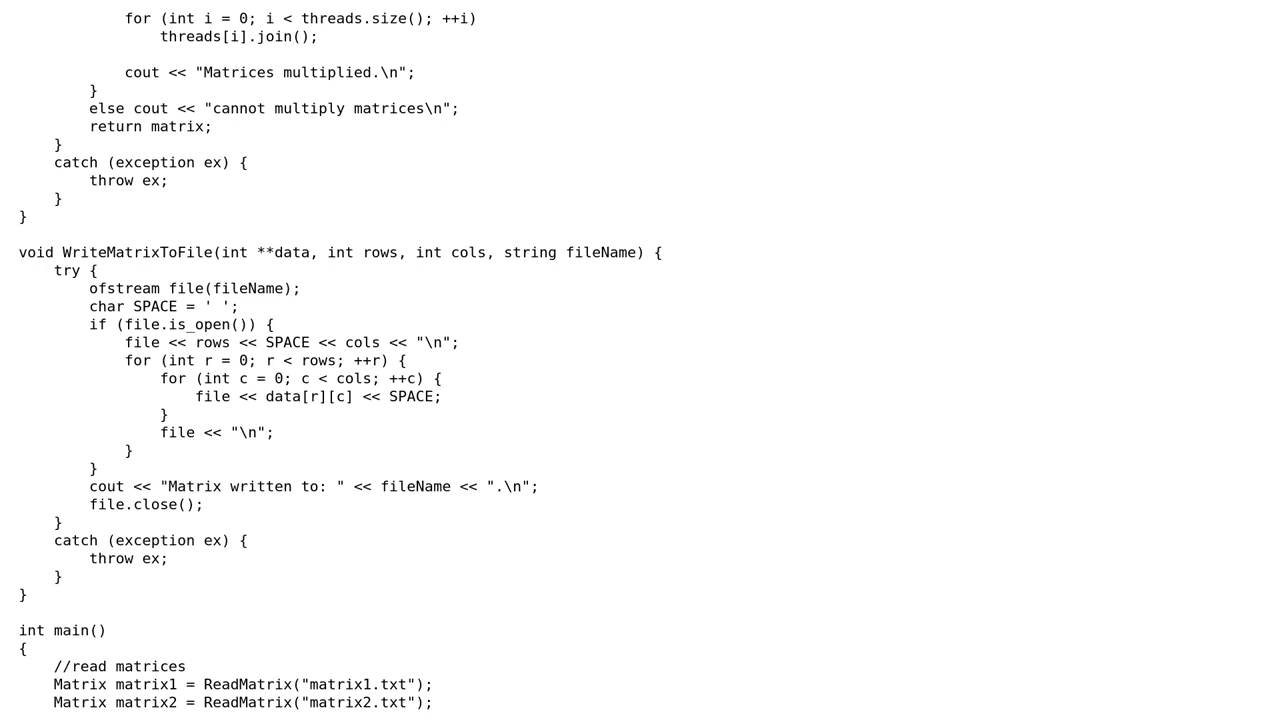 for (int i = 0; i < threads.size(); ++i)
                threads[i].join();

            cout << "Matrices multiplied.\n";
        }
        else cout << "cannot multiply matrices\n";
        return matrix;
    }
    catch (exception ex) {
        throw ex;
    }
}

void WriteMatrixToFile(int **data, int rows, int cols, string fileName) {
    try {
        ofstream file(fileName);
        char SPACE = ' ';
        if (file.is_open()) {
            file << rows << SPACE << cols << "\n";
            for (int r = 0; r < rows; ++r) {
                for (int c = 0; c < cols; ++c) {
                    file << data[r][c] << SPACE;
                }
                file << "\n";
            }
        }
        cout << "Matrix written to: " << fileName << ".\n";
        file.close();
    }
    catch (exception ex) {
        throw ex;
    }
}

int main()
{
    //read matrices
    Matrix matrix1 = ReadMatrix("matrix1.txt");
    Matrix matrix2 = ReadMatrix("matrix2.txt");